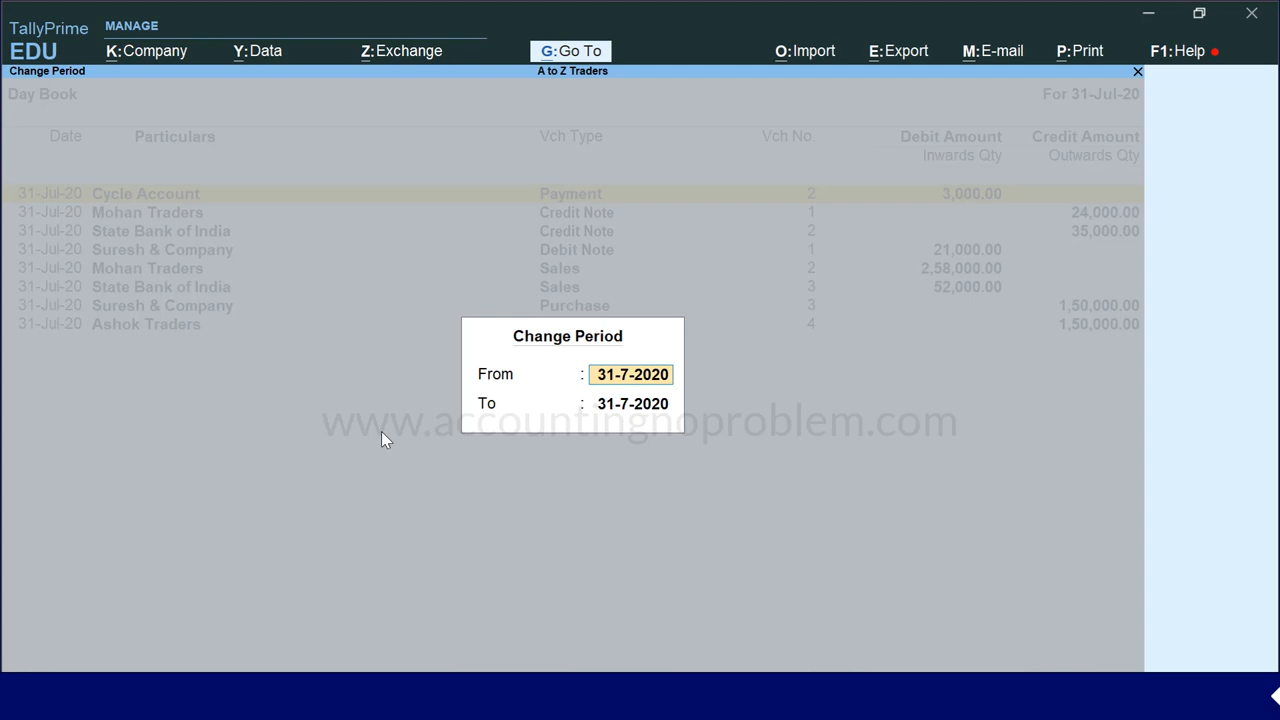 TallyPrime MANAGE
EDU K:Company Y:Data Z:Exchange G:Go To O:Import E:Export M:E-mail P:Print F1:Help
Change Period A to Z Traders
Day Book For 31-Jul-20
Date Particulars Vch Type Vch No. Debit Amount Credit Amount
Inwards Qty Outwards Qty
31-Jul-20 Cycle Account Payment 2 3,000.00
31-Jul-20 Mohan Traders Credit Note 1 24,000.00
31-Jul-20 State Bank of India Credit Note 2 35,000.00
31-Jul-20 Suresh & Company Debit Note 1 21,000.00
31-Jul-20 Mohan Traders Sales 2 2,58,000.00
31-Jul-20 State Bank of India Sales 3 52,000.00
31-Jul-20 Suresh & Company Purchase 3 1,50,000.00
31-Jul-20 Ashok Traders 4 1,50,000.00
Change Period
From : 31-7-2020
To : 31-7-2020
www.accountingnoproblem.com